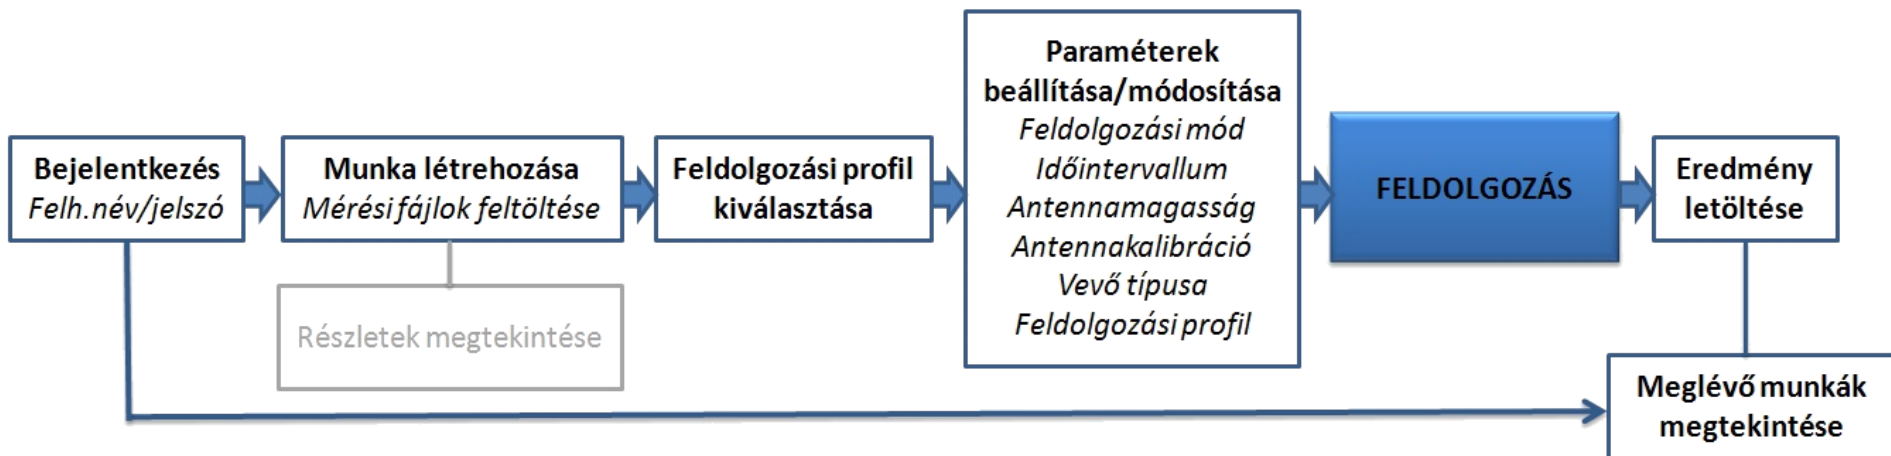 Bejelentkezés
Felh.név/jelszó
Munka létrehozása
Mérési fájlok feltöltése
Részletek megtekintése
Feldolgozási profil
kiválasztása
Paraméterek
beállítása/módosítása
Feldolgozási mód
Időintervallum
Antennamagasság
Antennakalibráció
Vevő típusa
Feldolgozási profil
FELDOLGOZÁS
Eredmény
letöltése
Meglévő munkák
megtekintése